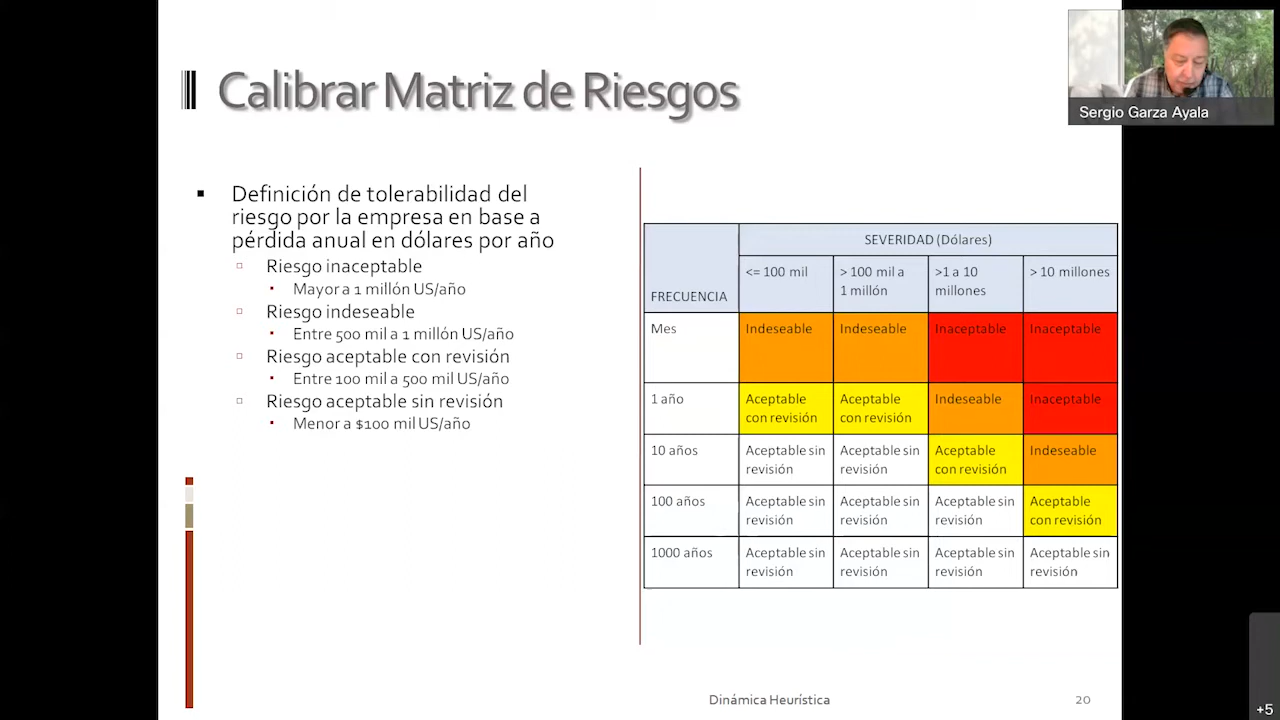 Calibrar Matriz de Riesgos
Sergio Garza Ayala
▪ Definición de tolerabilidad del
riesgo por la empresa en base a
pérdida anual en dólares por año
▫ Riesgo inaceptable
▪ Mayor a 1 millón US/año
▫ Riesgo indeseable
▪ Entre 500 mil a 1 millón US/año
▫ Riesgo aceptable con revisión
▪ Entre 100 mil a 500 mil US/año
▫ Riesgo aceptable sin revisión
▪ Menor a $100 mil US/año
FRECUENCIA
SEVERIDAD (Dólares)
<= 100 mil
> 100 mil a
1 millón
>1 a 10
millones
> 10 millones
Mes
Indeseable
Indeseable
Inaceptable
Inaceptable
1 año
Aceptable
con revisión
Aceptable
con revisión
Indeseable
Inaceptable
10 años
Aceptable sin
revisión
Aceptable sin
revisión
Aceptable
con revisión
Indeseable
100 años
Aceptable sin
revisión
Aceptable sin
revisión
Aceptable sin
revisión
Aceptable
con revisión
1000 años
Aceptable sin
revisión
Aceptable sin
revisión
Aceptable sin
revisión
Aceptable sin
revisión
Dinámica Heurística
20
+5